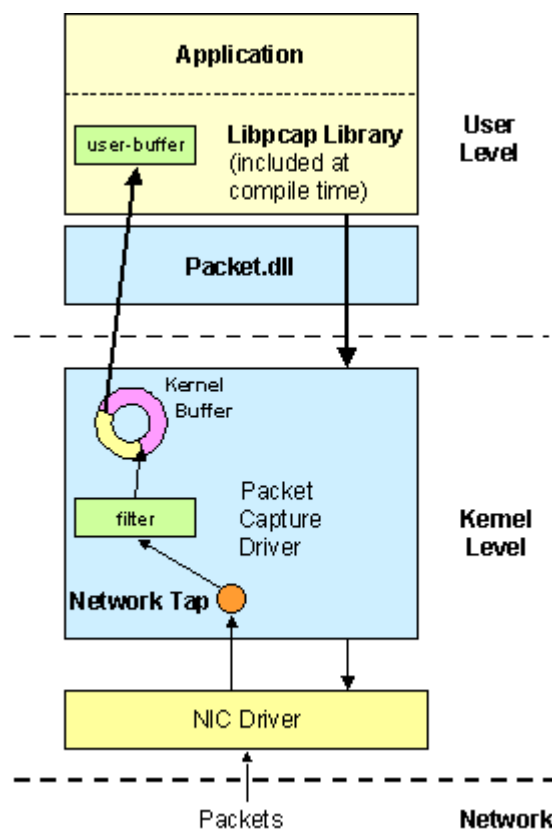 Application
user-buffer
Libpcap Library
(included at
compile time)
User
Level
Packet.dll
Kernel
Buffer
filter
Packet
Capture
Driver
Kernel
Level
Network Tap
NIC Driver
Packets
Network